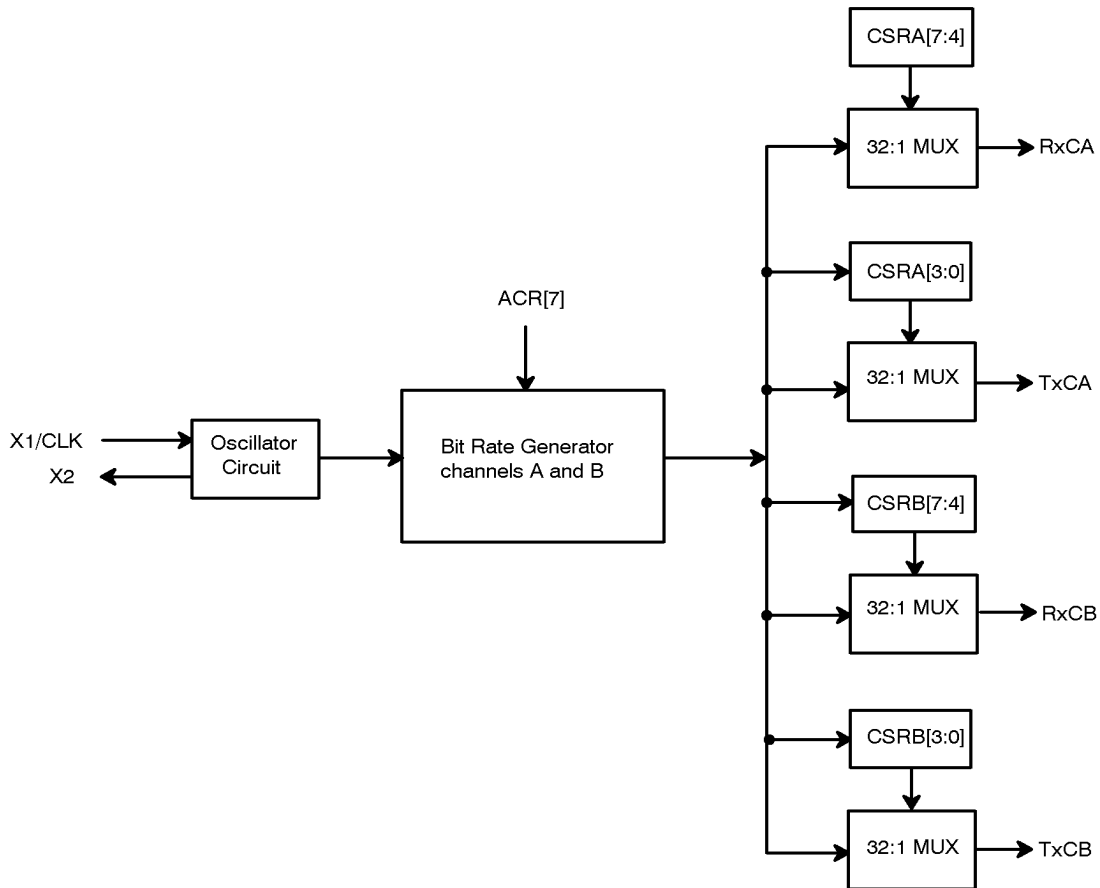 CSRA[7:4]
32:1 MUX
RxCA
CSRA[3:0]
ACR[7]
32:1 MUX
TxCA
X1/CLK
X2
Oscillator
Circuit
Bit Rate Generator
channels A and B
CSRB[7:4]
32:1 MUX
RxCB
CSRB[3:0]
32:1 MUX
TxCB